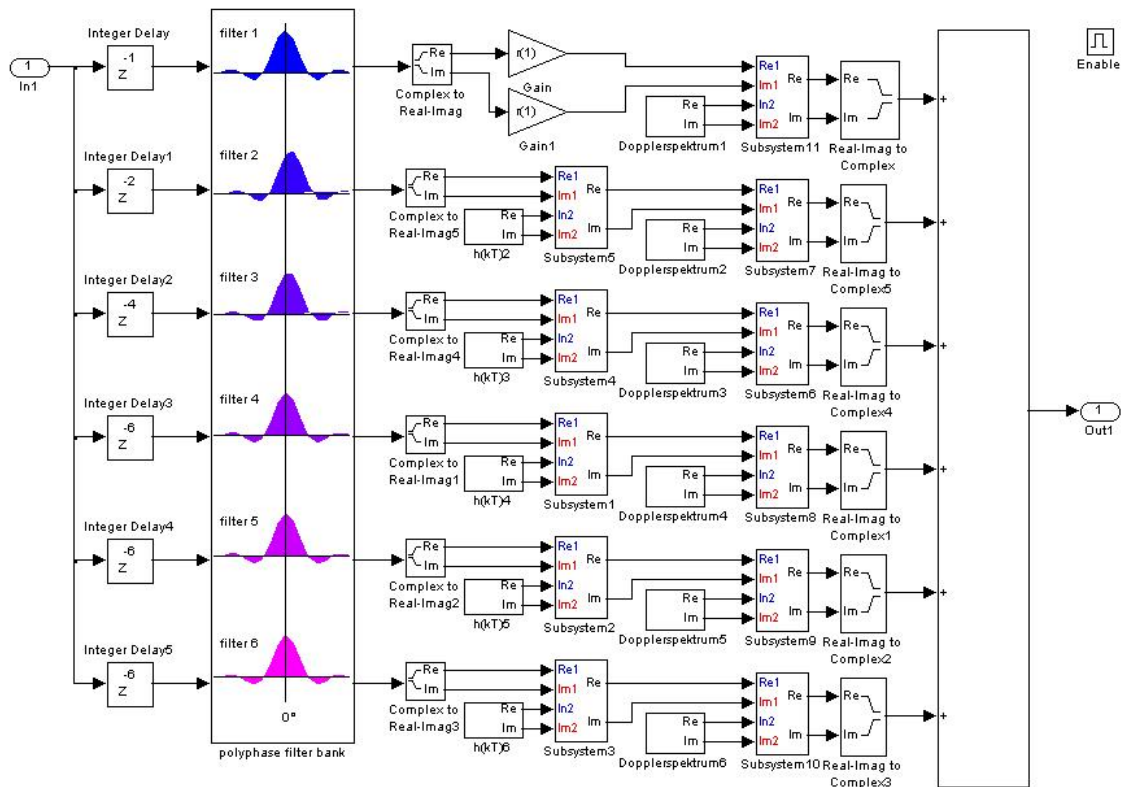 Integer Delay
1
In1
-1
Z
filter 1
Re
Im
Complex to
Real-Imag
r(1)
Gain
r(1)
Gain1
Re
Im
Dopplerspektrum1
Re1
Im1
In2
Im2
Re
Im
Subsystem11
Re
Im
Real-Imag to
Complex
+
Enable
Integer Delay1
-2
Z
filter 2
Re
Im
Complex to
Real-Imag5
Re
Im
h(kT)2
Re1
Im1
In2
Im2
Re
Im
Subsystem5
Re
Im
Dopplerspektrum2
Re1
Im1
In2
Im2
Re
Im
Subsystem7
Re
Im
Real-Imag to
Complex5
+
Integer Delay2
-4
Z
filter 3
Re
Im
Complex to
Real-Imag4
Re
Im
h(kT)3
Re1
Im1
In2
Im2
Re
Im
Subsystem4
Re
Im
Dopplerspektrum3
Re1
Im1
In2
Im2
Re
Im
Subsystem6
Re
Im
Real-Imag to
Complex4
+
Integer Delay3
-6
Z
filter 4
Re
Im
Complex to
Real-Imag1
Re
Im
h(kT)4
Re1
Im1
In2
Im2
Re
Im
Subsystem1
Re
Im
Dopplerspektrum4
Re1
Im1
In2
Im2
Re
Im
Subsystem8
Re
Im
Real-Imag to
Complex1
+
1
Out1
Integer Delay4
-6
Z
filter 5
Re
Im
Complex to
Real-Imag2
Re
Im
h(kT)5
Re1
Im1
In2
Im2
Re
Im
Subsystem2
Re
Im
Dopplerspektrum5
Re1
Im1
In2
Im2
Re
Im
Subsystem9
Re
Im
Real-Imag to
Complex2
+
Integer Delay5
-6
Z
filter 6
0°
polyphase filter bank
Re
Im
Complex to
Real-Imag3
Re
Im
h(kT)6
Re1
Im1
In2
Im2
Re
Im
Subsystem3
Re
Im
Dopplerspektrum6
Re1
Im1
In2
Im2
Re
Im
Subsystem10
Re
Im
Real-Imag to
Complex3
+